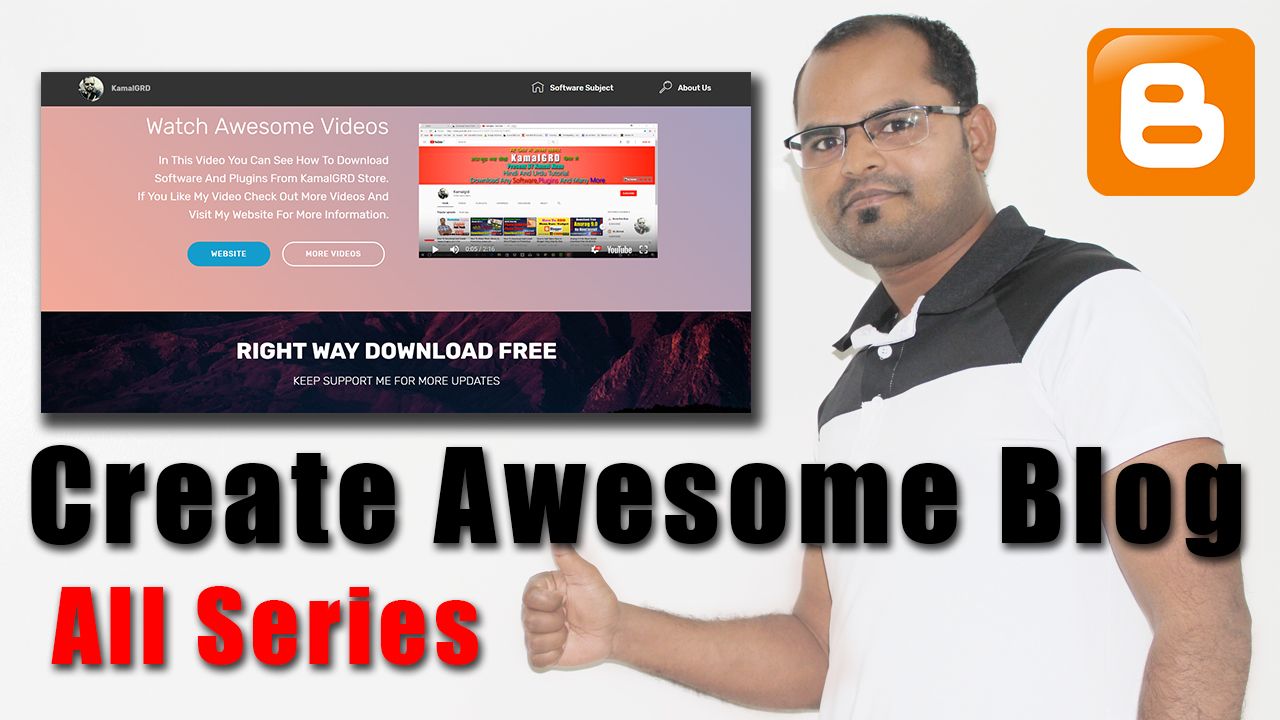 KamalGRD
Software Subject
About Us
Watch Awesome Videos
In This Video You Can See How To Download
Software And Plugins From KamalGRD Store.
If You Like My Video Check Out More Videos And
Visit My Website For More Information.
WEBSITE
MORE VIDEOS
KamalGRD
Hindi And Urdu Tutorial
Download Any Software,Plugins And Many More
0:05 / 2:16
YouTube
RIGHT WAY DOWNLOAD FREE
KEEP SUPPORT ME FOR MORE UPDATES
Create Awesome Blog
All Series